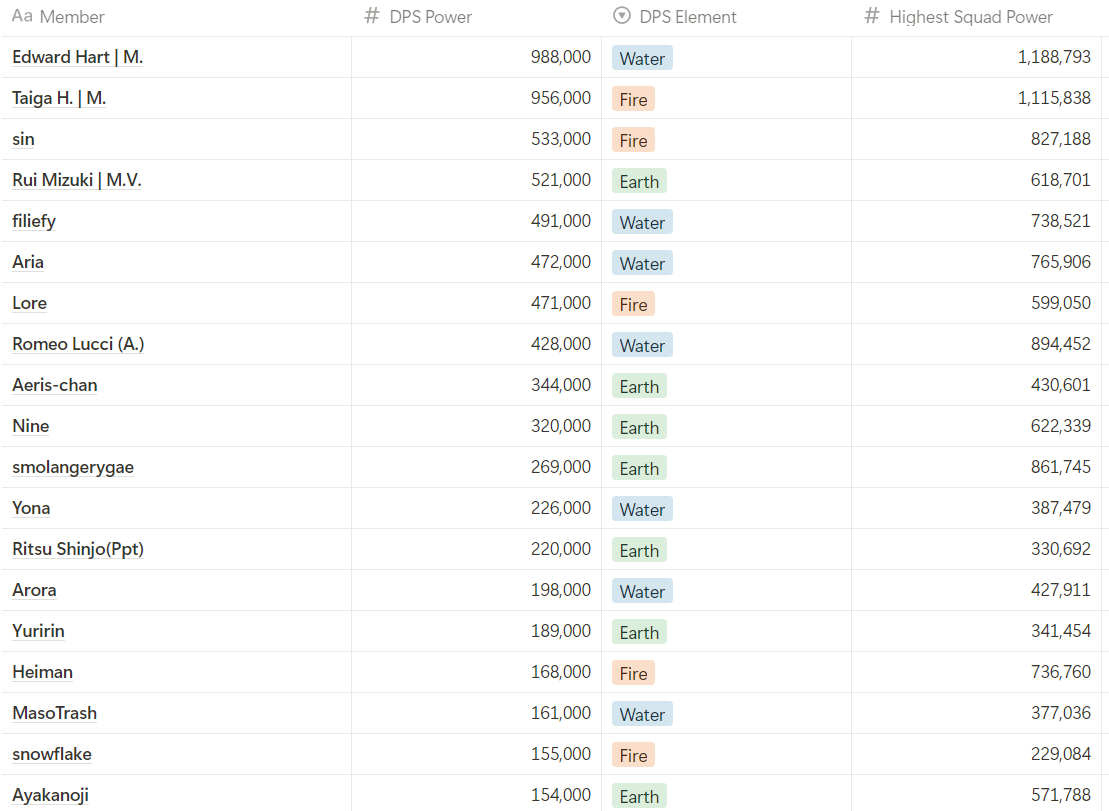 Aa Member # DPS Power DPS Element # Highest Squad Power
Edward Hart | M. 988,000 Water 1,188,793
Taiga H. | M. 956,000 Fire 1,115,838
sin 533,000 Fire 827,188
Rui Mizuki | M.V. 521,000 Earth 618,701
filiefy 491,000 Water 738,521
Aria 472,000 Water 765,906
Lore 471,000 Fire 599,050
Romeo Lucci (A.) 428,000 Water 894,452
Aeris-chan 344,000 Earth 430,601
Nine 320,000 Earth 622,339
smolangerygae 269,000 Earth 861,745
Yona 226,000 Water 387,479
Ritsu Shinjo(Ppt) 220,000 Earth 330,692
Arora 198,000 Water 427,911
Yuririn 189,000 Earth 341,454
Heiman 168,000 Fire 736,760
MasoTrash 161,000 Water 377,036
snowflake 155,000 Fire 229,084
Ayakanoji 154,000 Earth 571,788